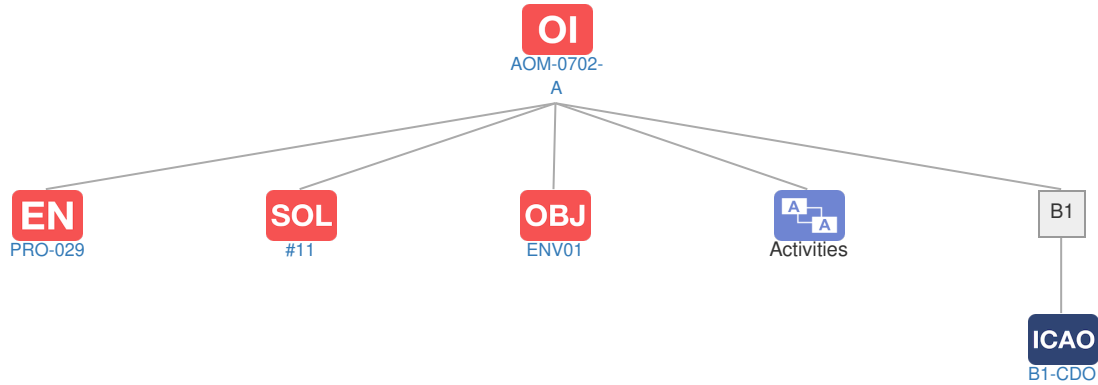 OI
AOM-0702-
A
EN
PRO-029
SOL
#11
OBJ
ENV01
A
A
Activities
B1
ICAO
B1-CDO